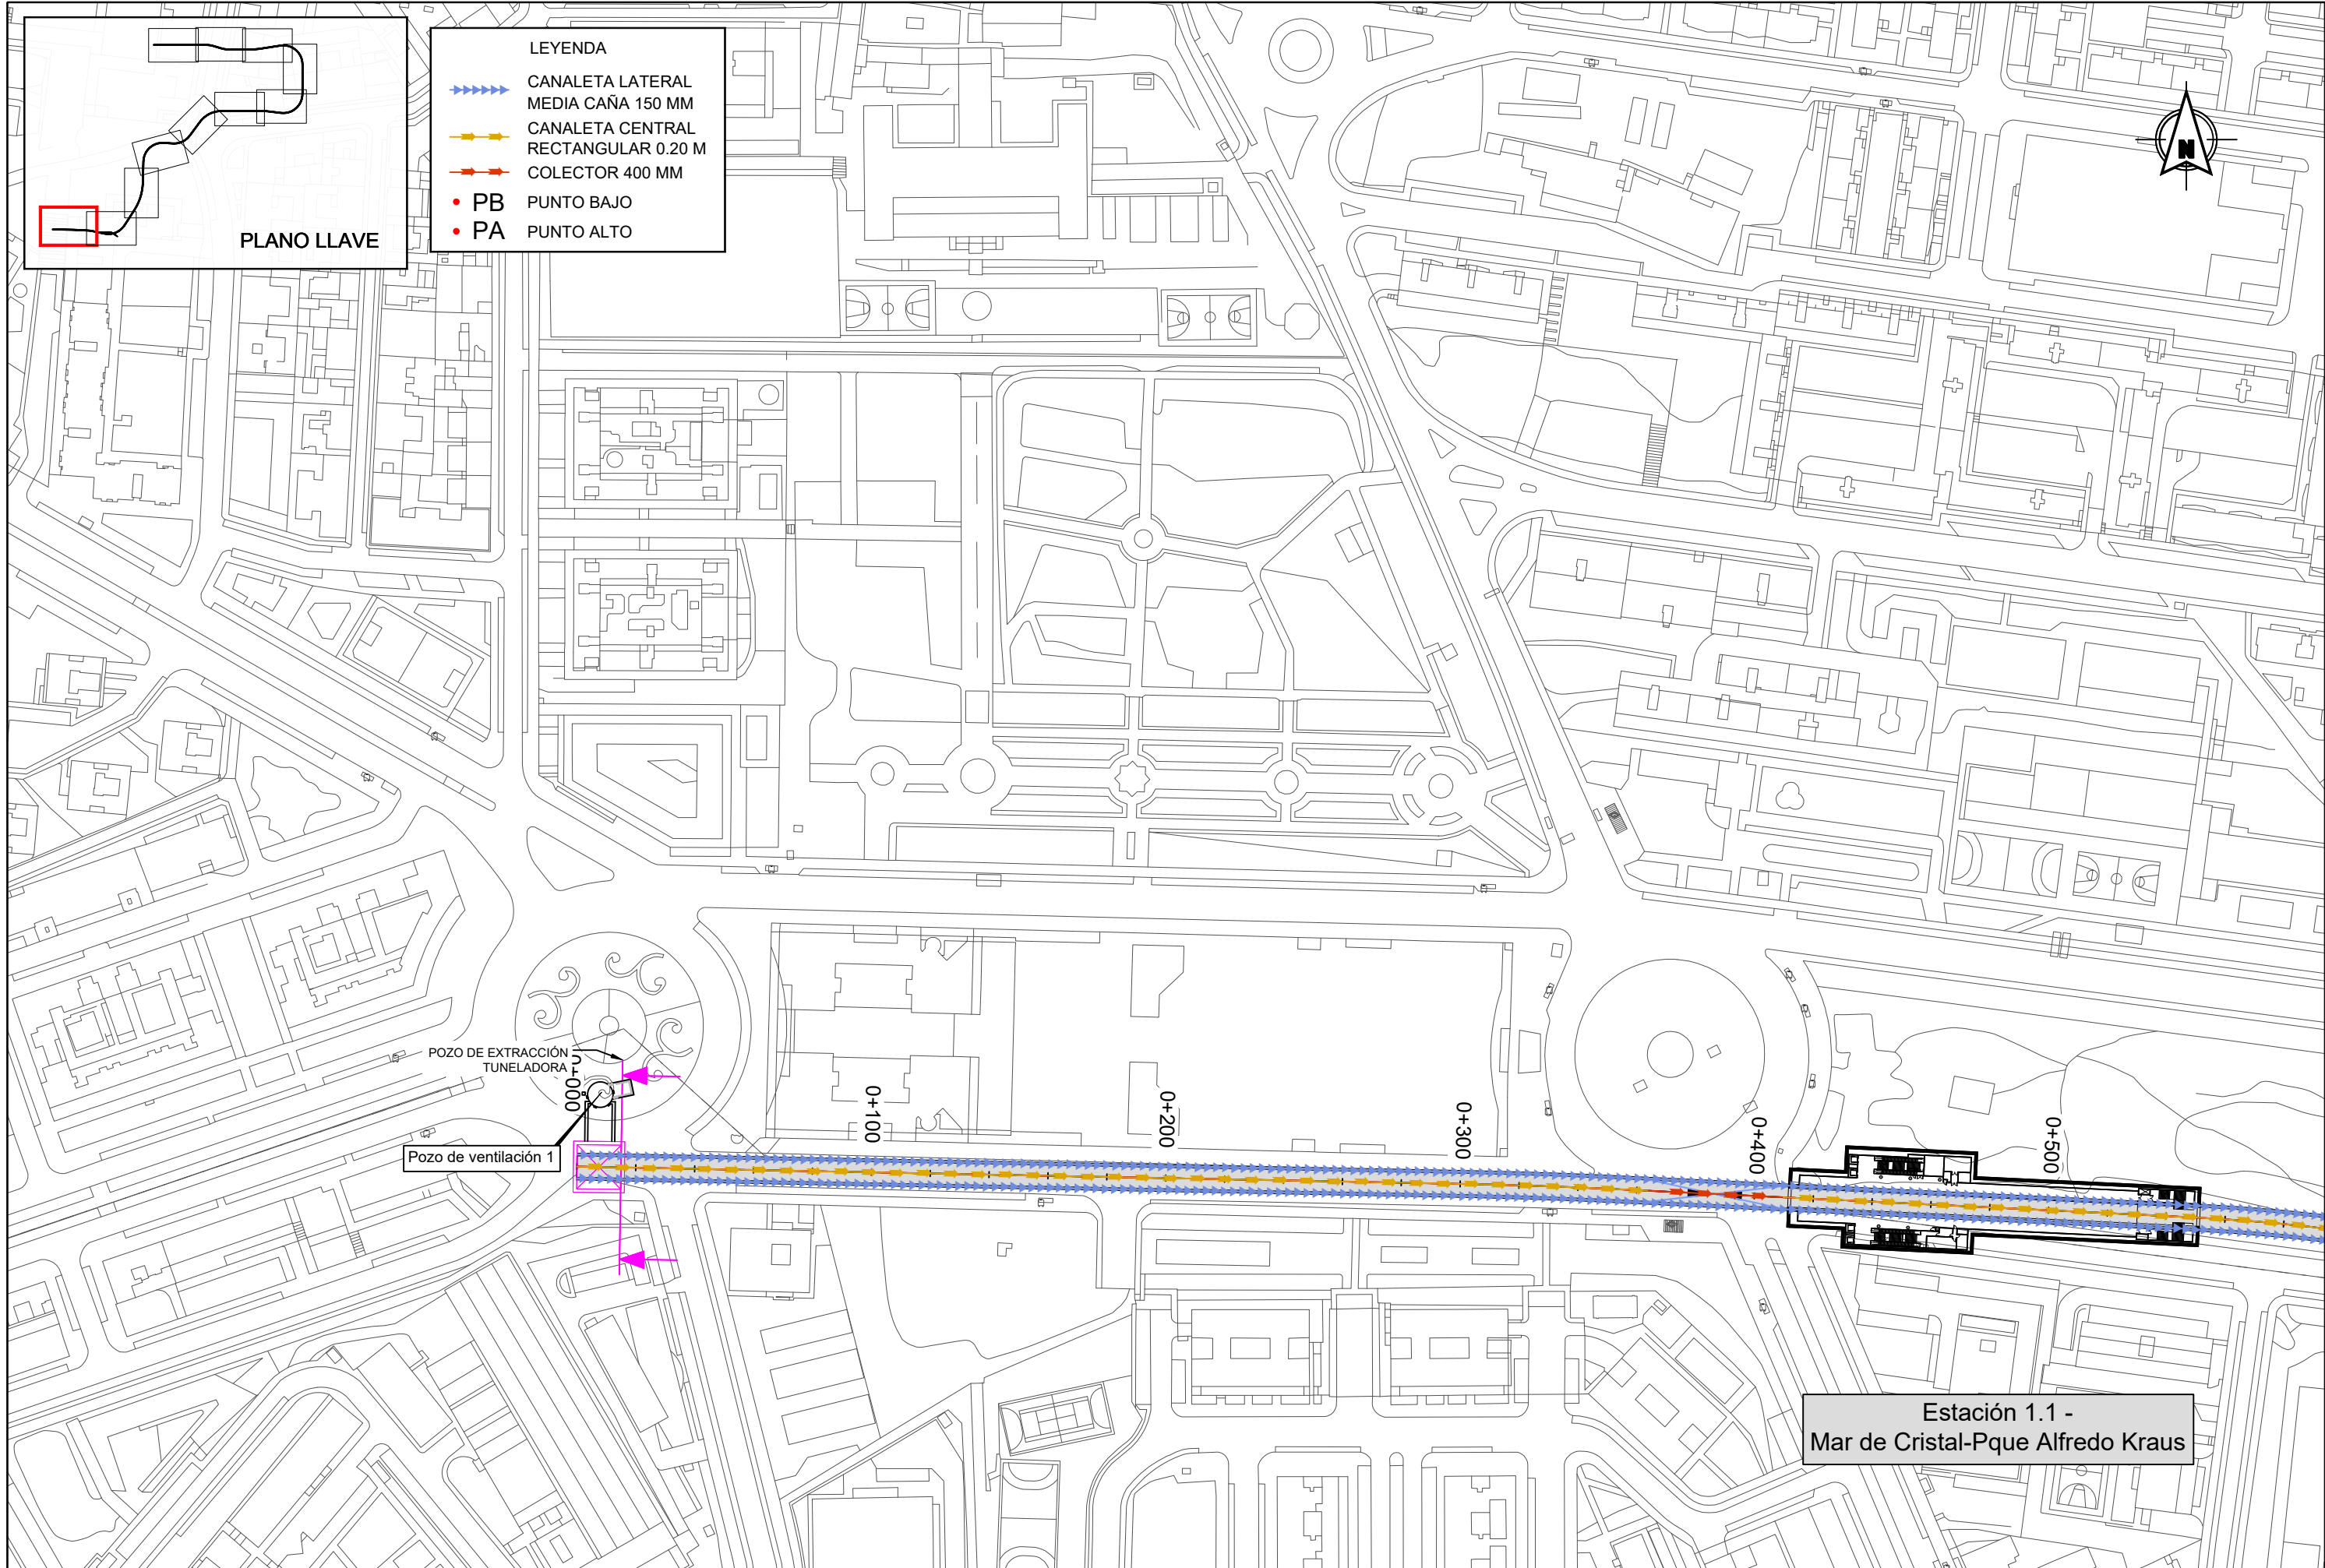 PLANO LLAVE
LEYENDA
CANALETA LATERAL
MEDIA CAÑA 150 MM
CANALETA CENTRAL
RECTANGULAR 0.20 M
COLECTOR 400 MM
PB PUNTO BAJO
PA PUNTO ALTO
N
POZO DE EXTRACCIÓN
TUNELADORA
0+000
Pozo de ventilación 1
0+100
0+200
0+300
0+400
0+500
Estación 1.1 -
Mar de Cristal-Pque Alfredo Kraus